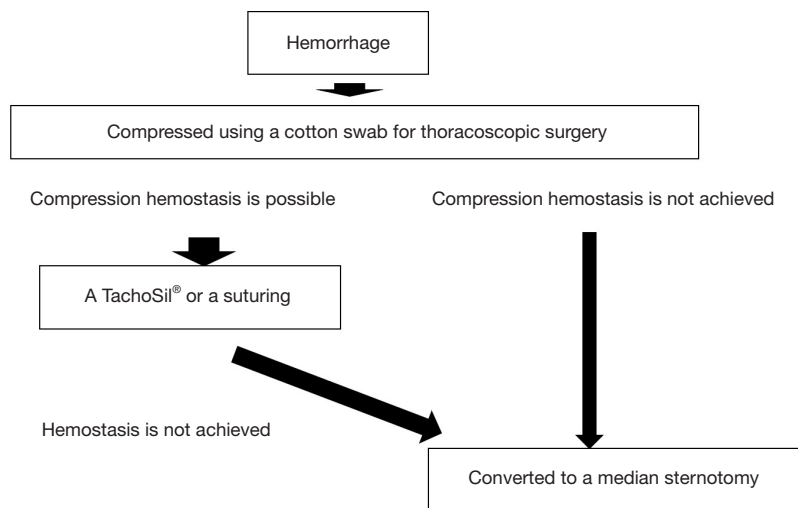 Hemorrhage
Compressed using a cotton swab for thoracoscopic surgery
Compression hemostasis is possible
Compression hemostasis is not achieved
A TachoSil® or a suturing
Hemostasis is not achieved
Converted to a median sternotomy